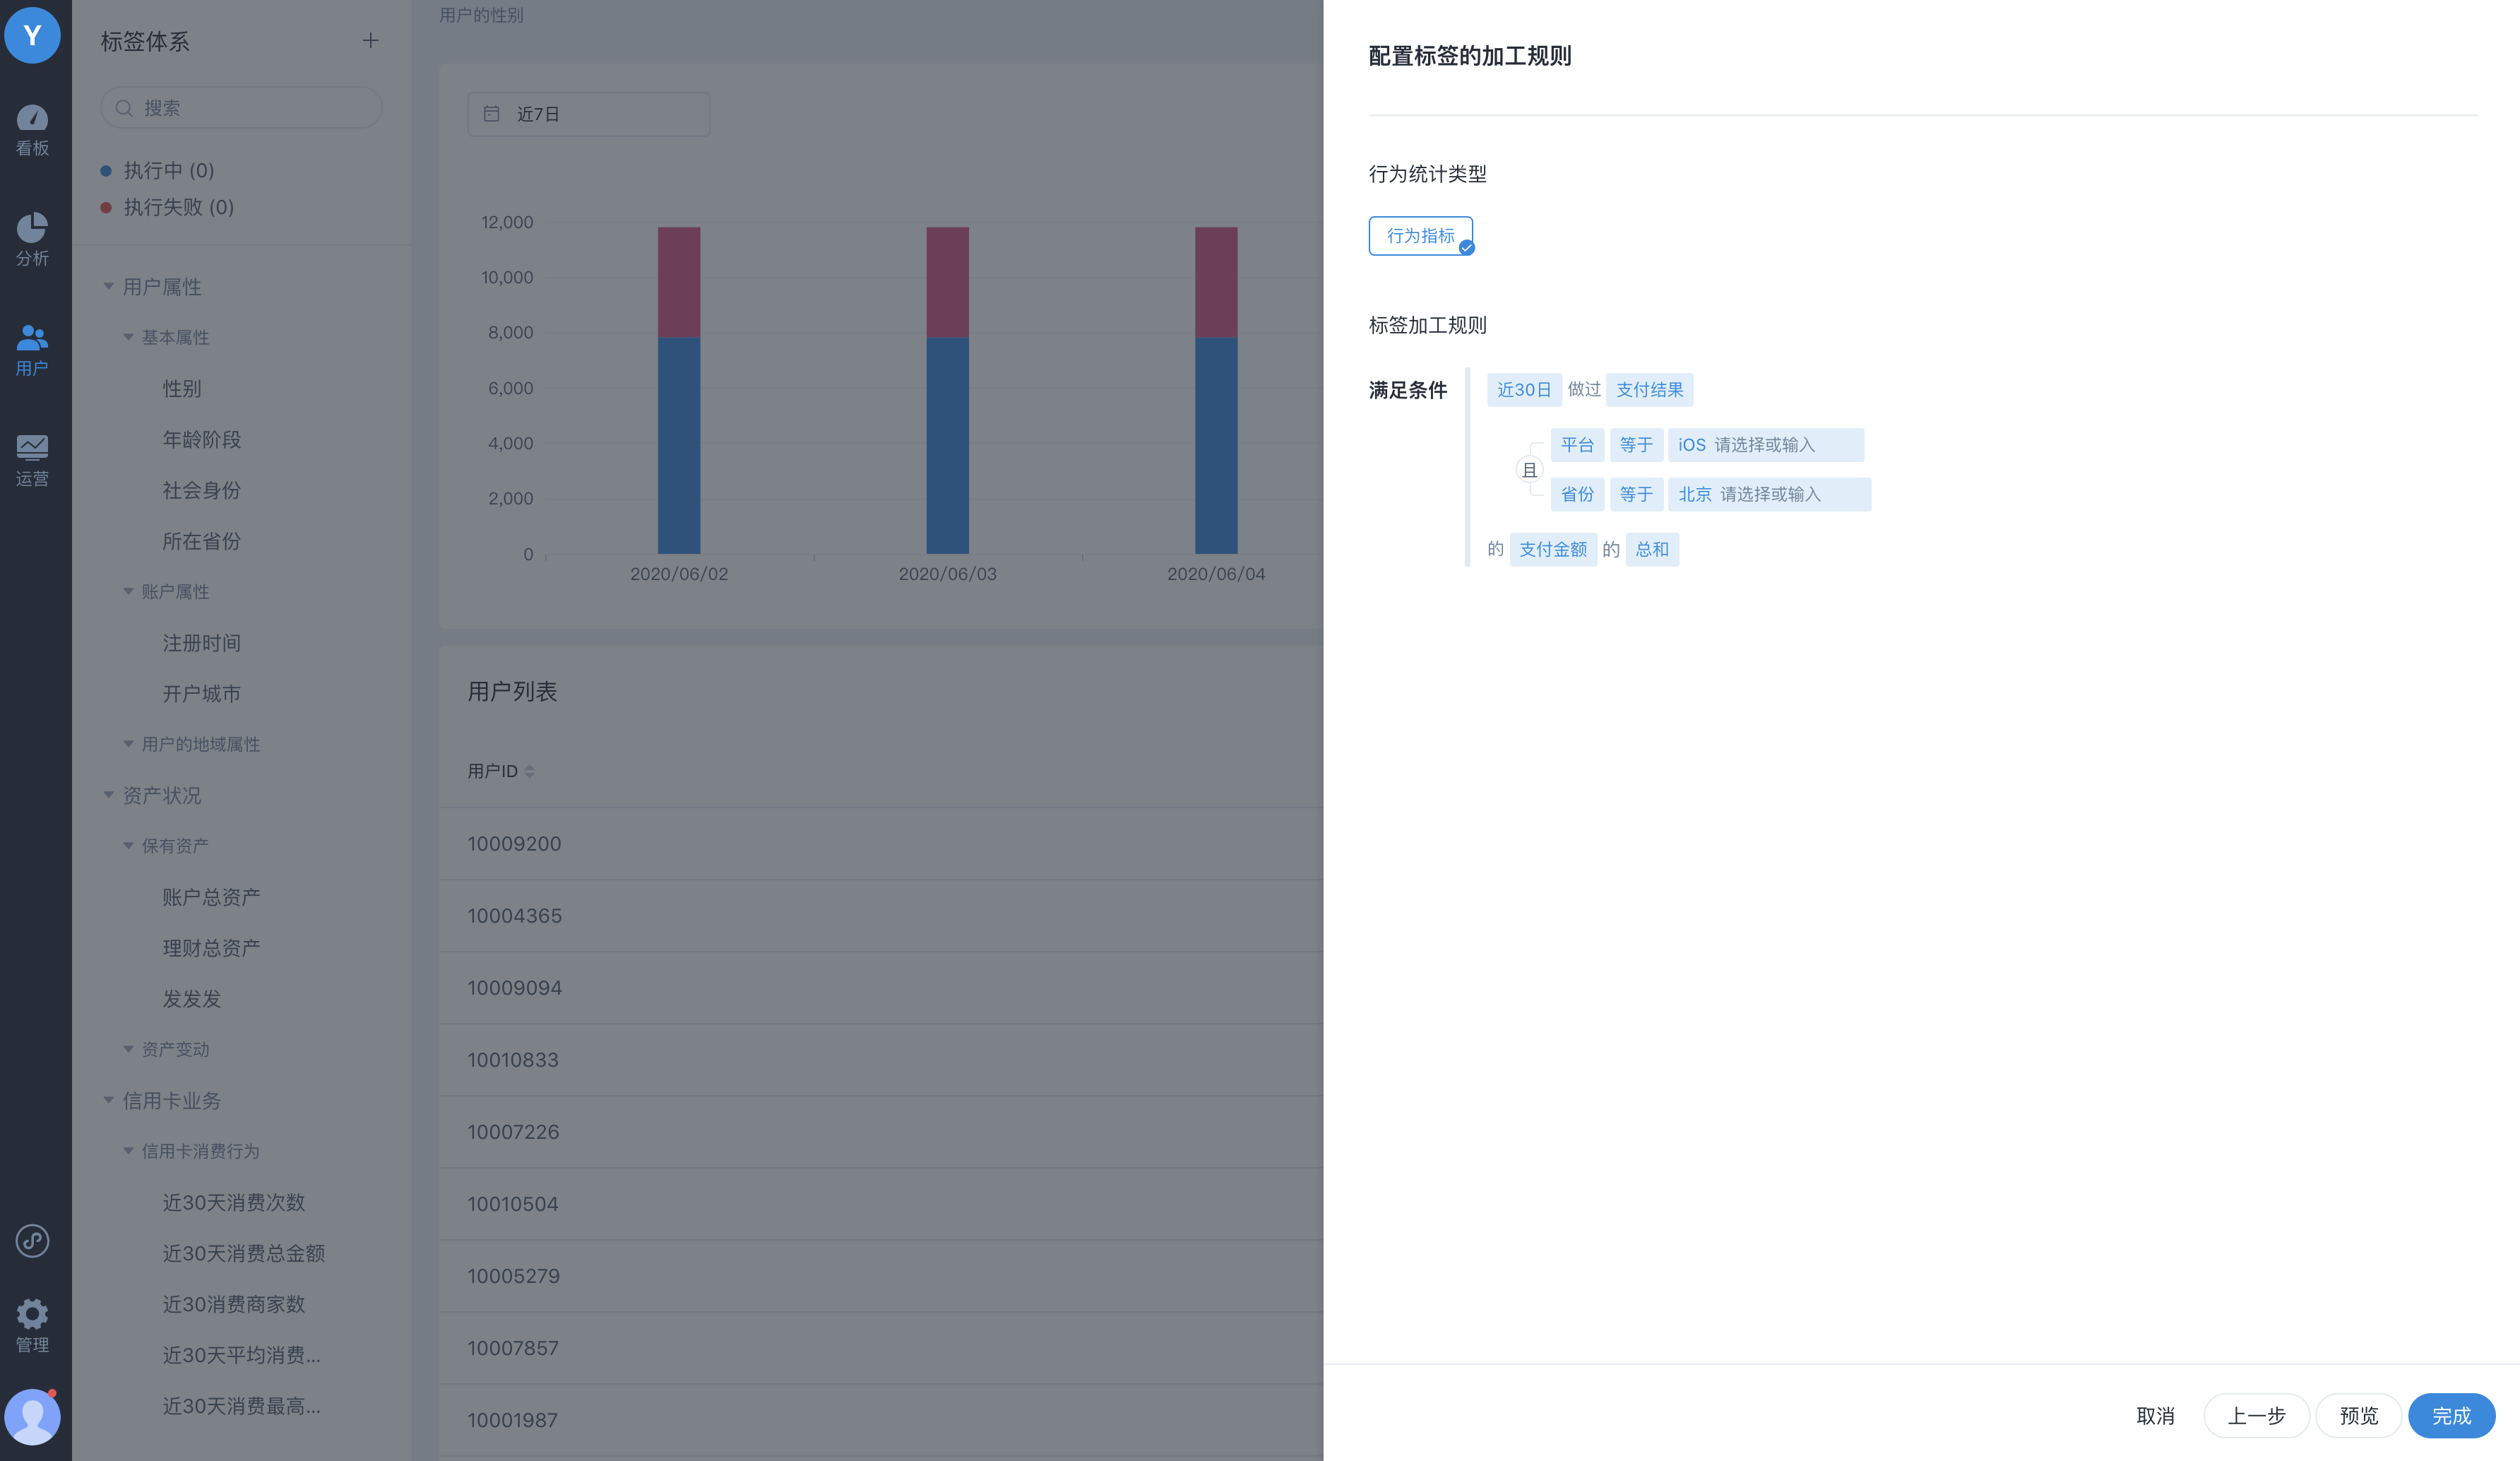 Y
看板
分析
用户
运营
管理
标签体系
搜索
执行中 (0)
执行失败 (0)
用户属性
基本属性
性别
年龄阶段
社会身份
所在省份
账户属性
注册时间
开户城市
用户的地域属性
资产状况
保有资产
账户总资产
理财总资产
发发发
资产变动
信用卡业务
信用卡消费行为
近30天消费次数
近30天消费总金额
近30消费商家数
近30天平均消费...
近30天消费最高...
用户的性别
近7日
12,000
10,000
8,000
6,000
4,000
2,000
0
2020/06/02 2020/06/03 2020/06/04
用户列表
用户ID
10009200
10004365
10009094
10010833
10007226
10010504
10005279
10007857
10001987
配置标签的加工规则
行为统计类型
行为指标
标签加工规则
满足条件 近30日 做过 支付结果
平台 等于 iOS 请选择或输入
且
省份 等于 北京 请选择或输入
的 支付金额 的 总和
取消 上一步 预览 完成